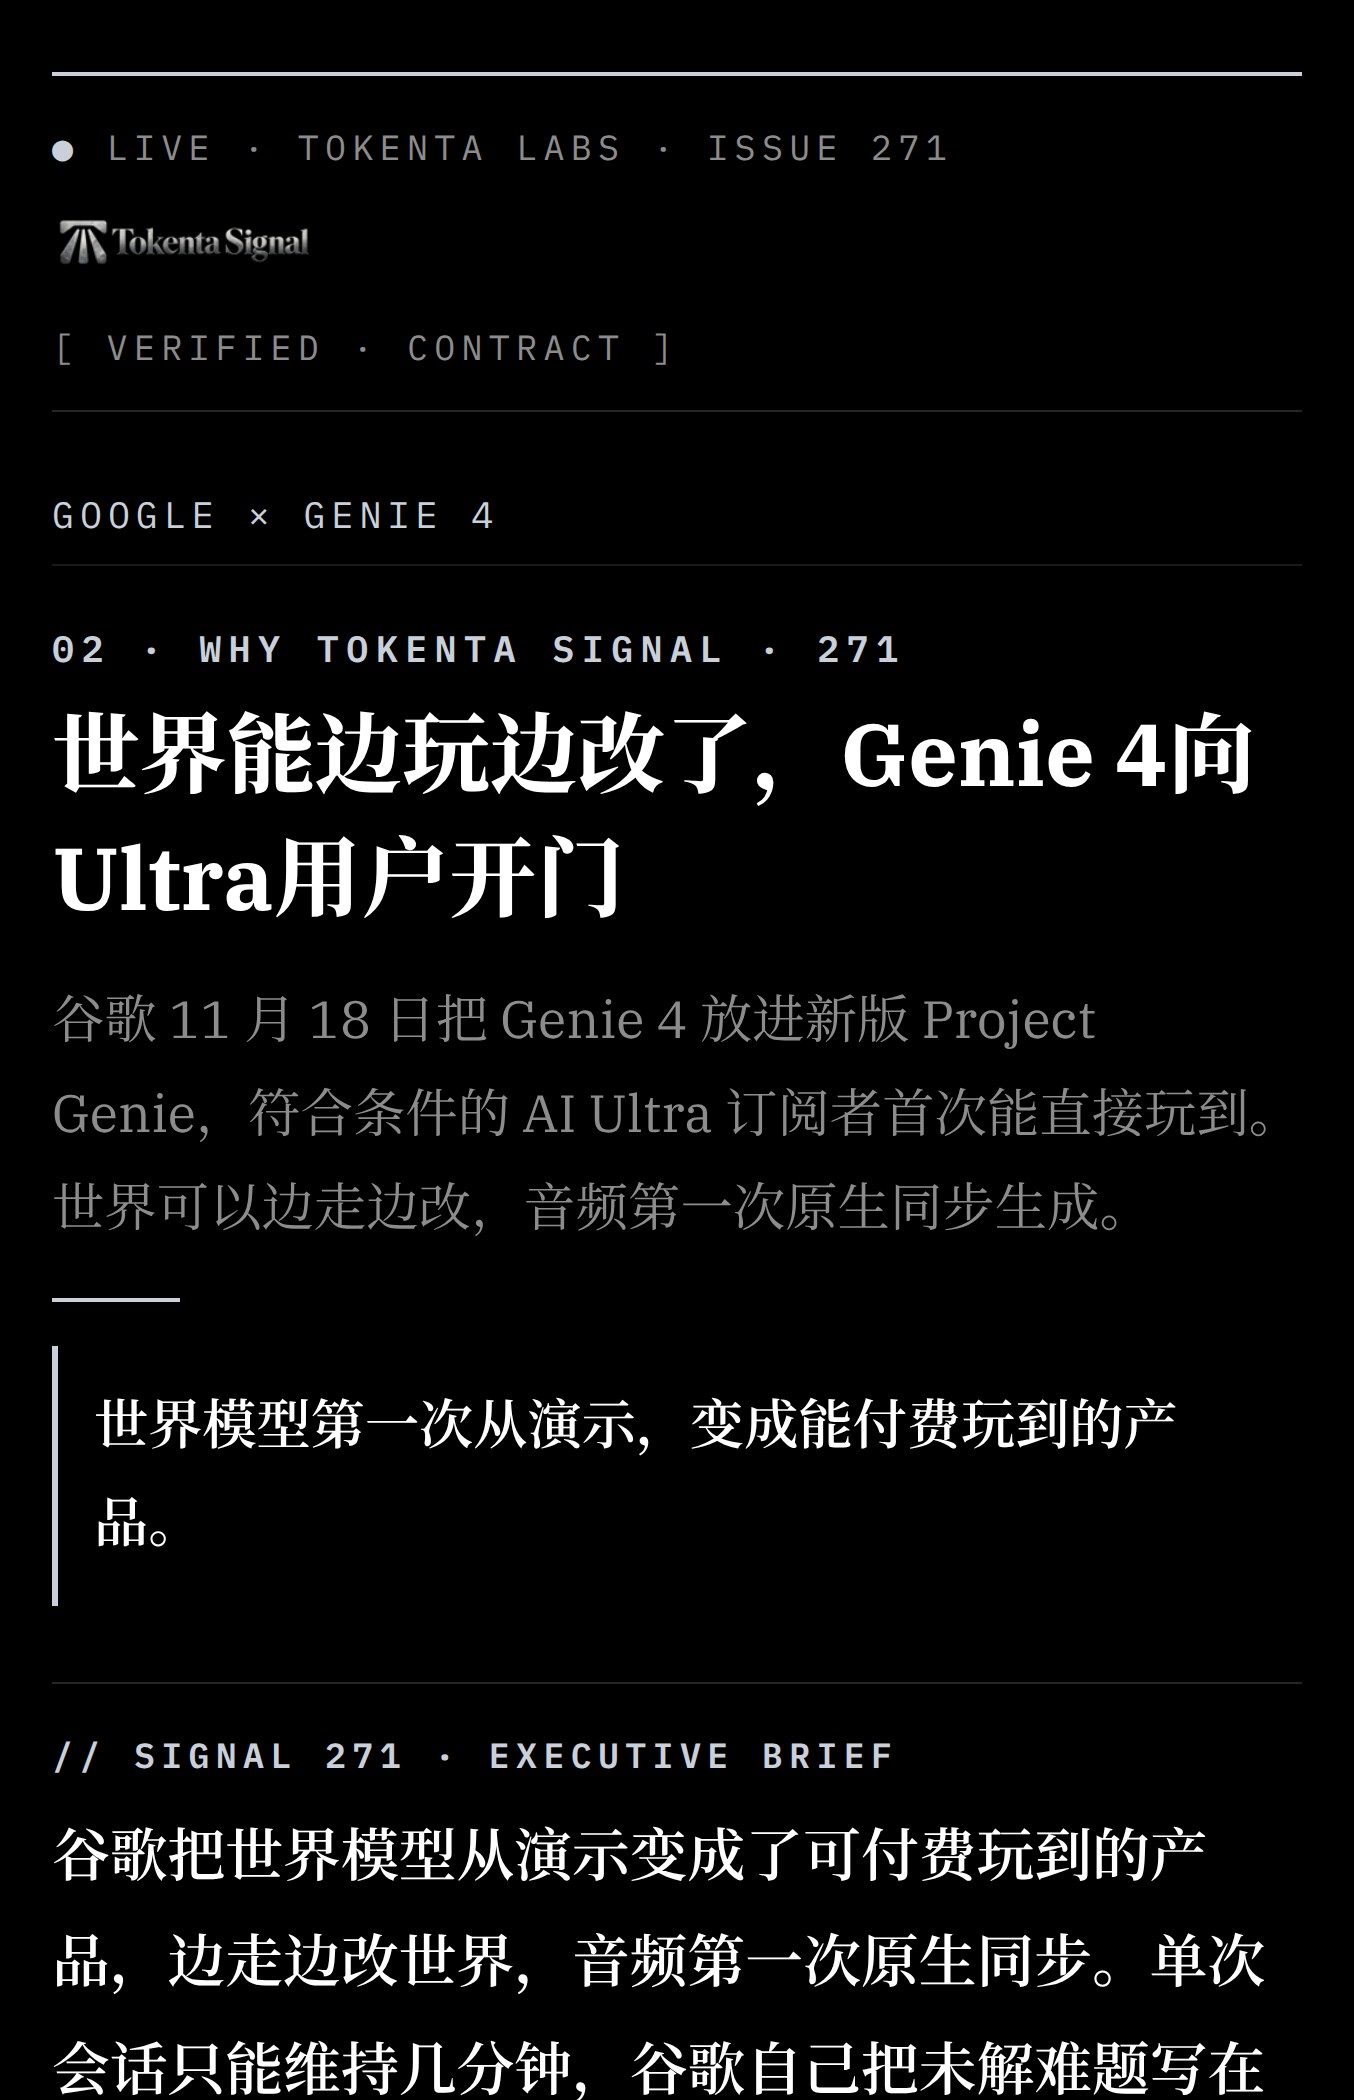 ● LIVE · TOKENTA LABS · ISSUE 271
Tokenta Signal
[ VERIFIED · CONTRACT ]
GOOGLE × GENIE 4
02 · WHY TOKENTA SIGNAL · 271
世界能边玩边改了，Genie 4向
Ultra用户开门
谷歌 11 月 18 日把 Genie 4 放进新版 Project
Genie，符合条件的 AI Ultra 订阅者首次能直接玩到。
世界可以边走边改，音频第一次原生同步生成。
世界模型第一次从演示，变成能付费玩到的产
品。
// SIGNAL 271 · EXECUTIVE BRIEF
谷歌把世界模型从演示变成了可付费玩到的产
品，边走边改世界，音频第一次原生同步。单次
会话只能维持几分钟，谷歌自己把未解难题写在